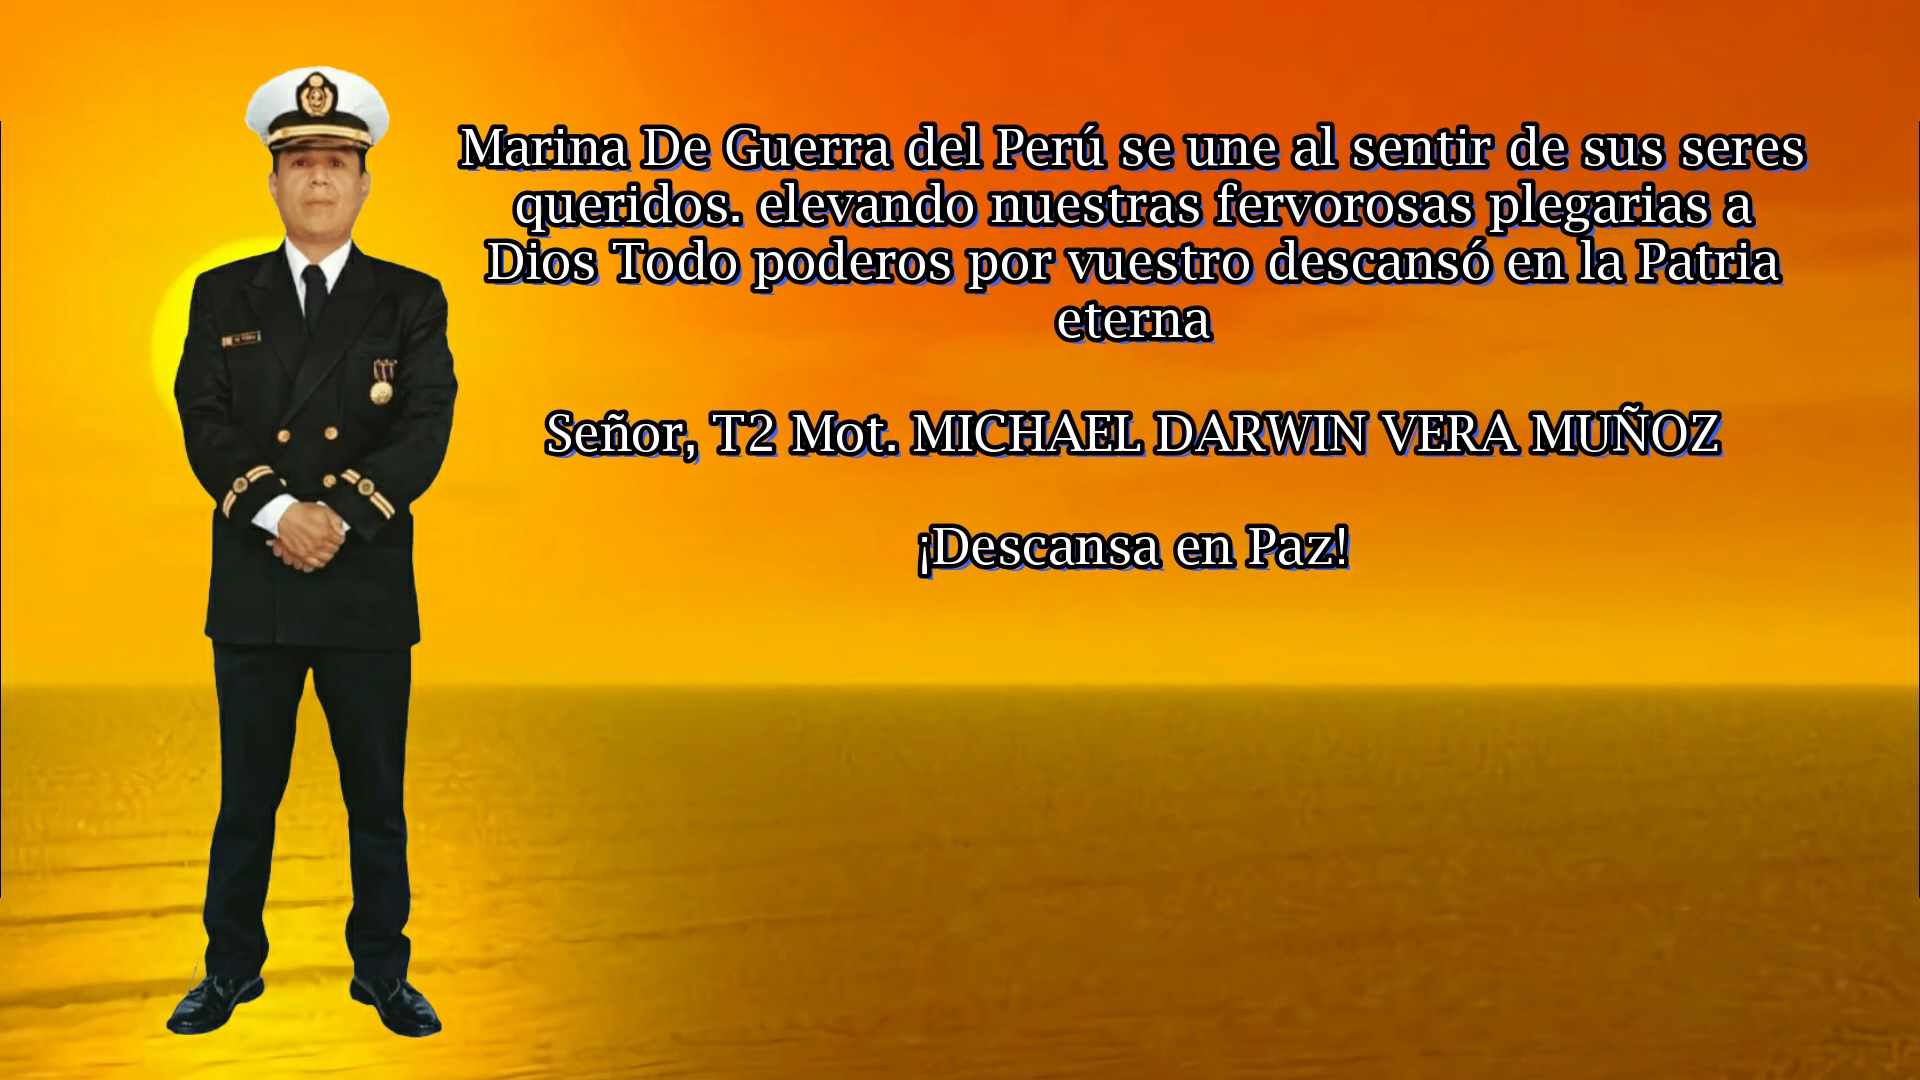 Marina De Guerra del Perú se une al sentir de sus seres
queridos. elevando nuestras fervorosas plegarias a
Dios Todo poderos por vuestro descansó en la Patria
eterna
Señor, T2 Mot. MICHAEL DARWIN VERA MUÑOZ
¡Descansa en Paz!